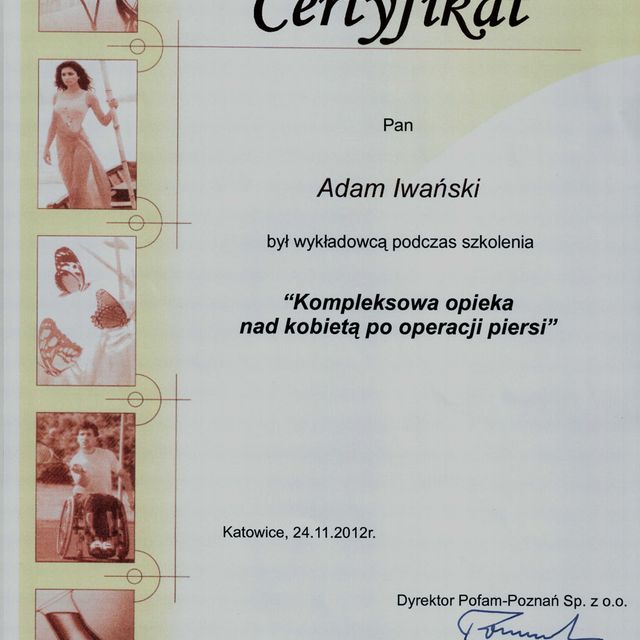 Certyfikat
Pan
Adam Iwański
był wykładowcą podczas szkolenia
“Kompleksowa opieka
nad kobietą po operacji piersi”
Katowice, 24.11.2012r.
Dyrektor Pofam-Poznań Sp. z o.o.